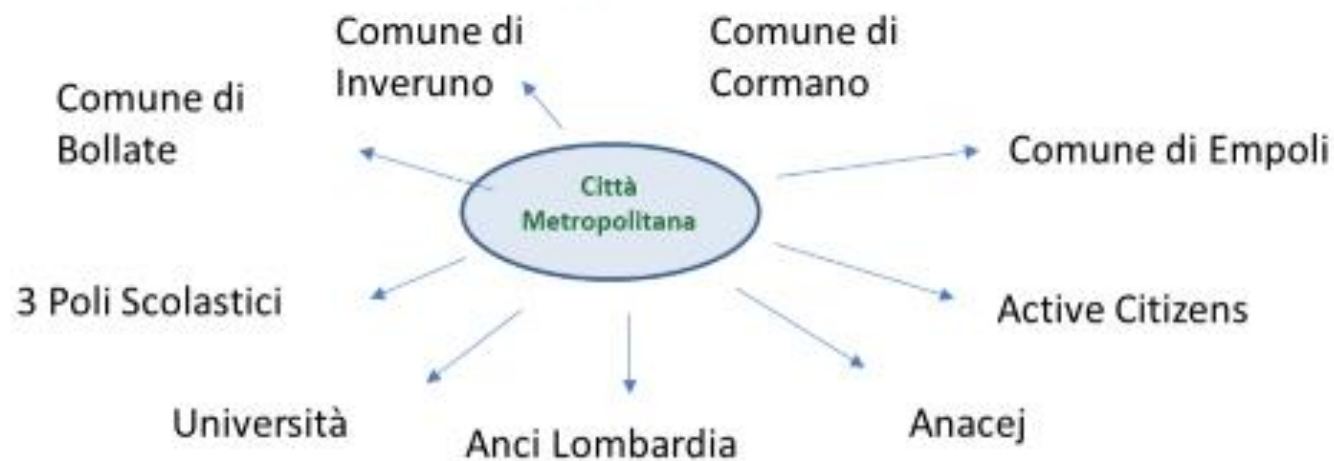 Comune di
Inveruno
Comune di
Cormano
Comune di
Bollate
Comune di Empoli
Città
Metropolitana
3 Poli Scolastici
Active Citizens
Università
Anci Lombardia
Anacej